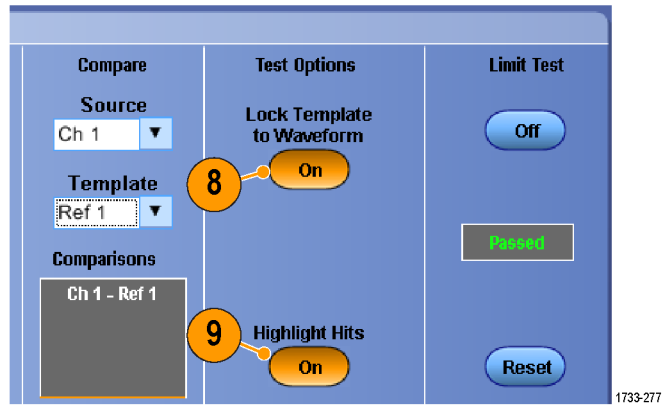 Compare
Source
Ch 1
Template
Ref 1
Comparisons
Ch 1 - Ref 1
Test Options
Lock Template
to Waveform
8
On
9
Highlight Hits
On
Limit Test
Off
Passed
Reset
1733-277